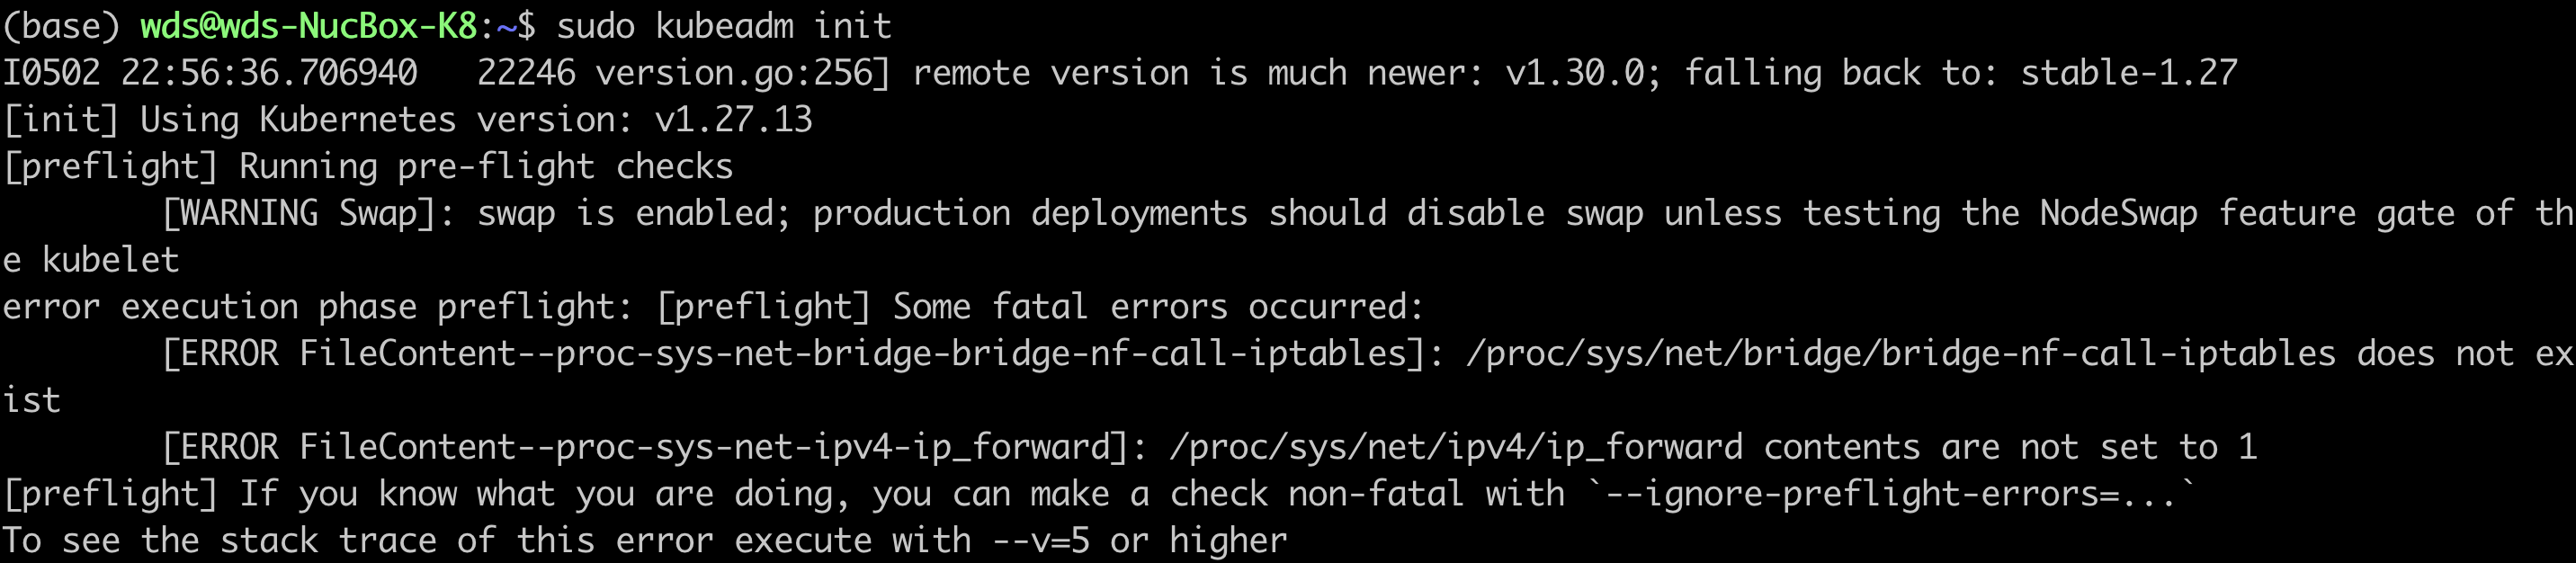 (base) wds@wds-NucBox-K8:~$ sudo kubeadm init
I0502 22:56:36.706940   22246 version.go:256] remote version is much newer: v1.30.0; falling back to: stable-1.27
[init] Using Kubernetes version: v1.27.13
[preflight] Running pre-flight checks
        [WARNING Swap]: swap is enabled; production deployments should disable swap unless testing the NodeSwap feature gate of th
e kubelet
error execution phase preflight: [preflight] Some fatal errors occurred:
        [ERROR FileContent--proc-sys-net-bridge-bridge-nf-call-iptables]: /proc/sys/net/bridge/bridge-nf-call-iptables does not ex
ist
        [ERROR FileContent--proc-sys-net-ipv4-ip_forward]: /proc/sys/net/ipv4/ip_forward contents are not set to 1
[preflight] If you know what you are doing, you can make a check non-fatal with `--ignore-preflight-errors=...`
To see the stack trace of this error execute with --v=5 or higher